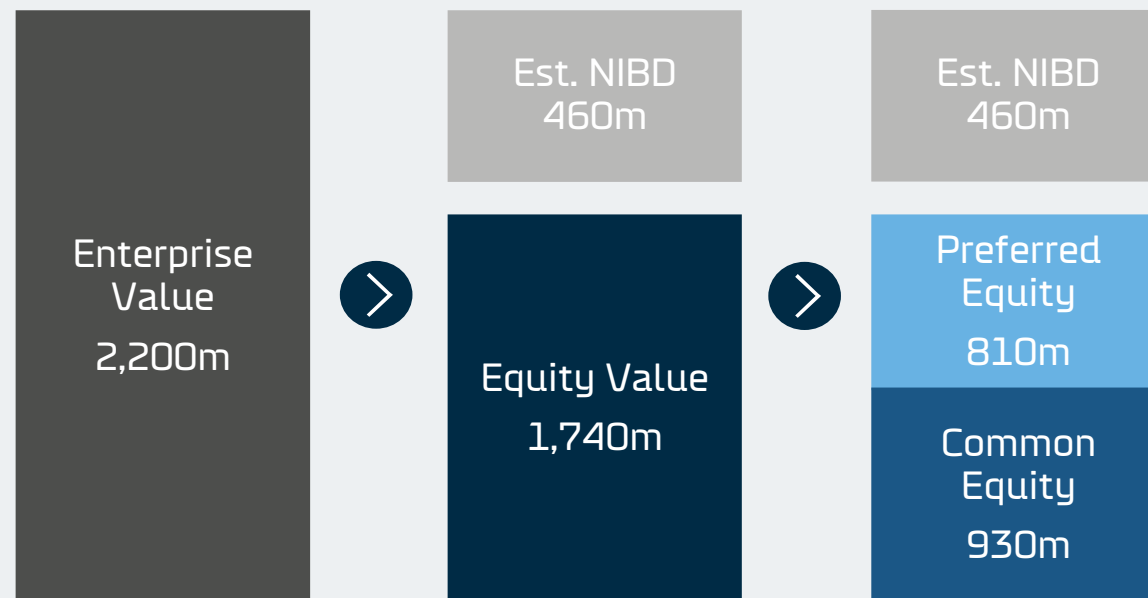 Enterprise
Value
2,200m
Est. NIBD
460m
Equity Value
1,740m
Est. NIBD
460m
Preferred
Equity
810m
Common
Equity
930m